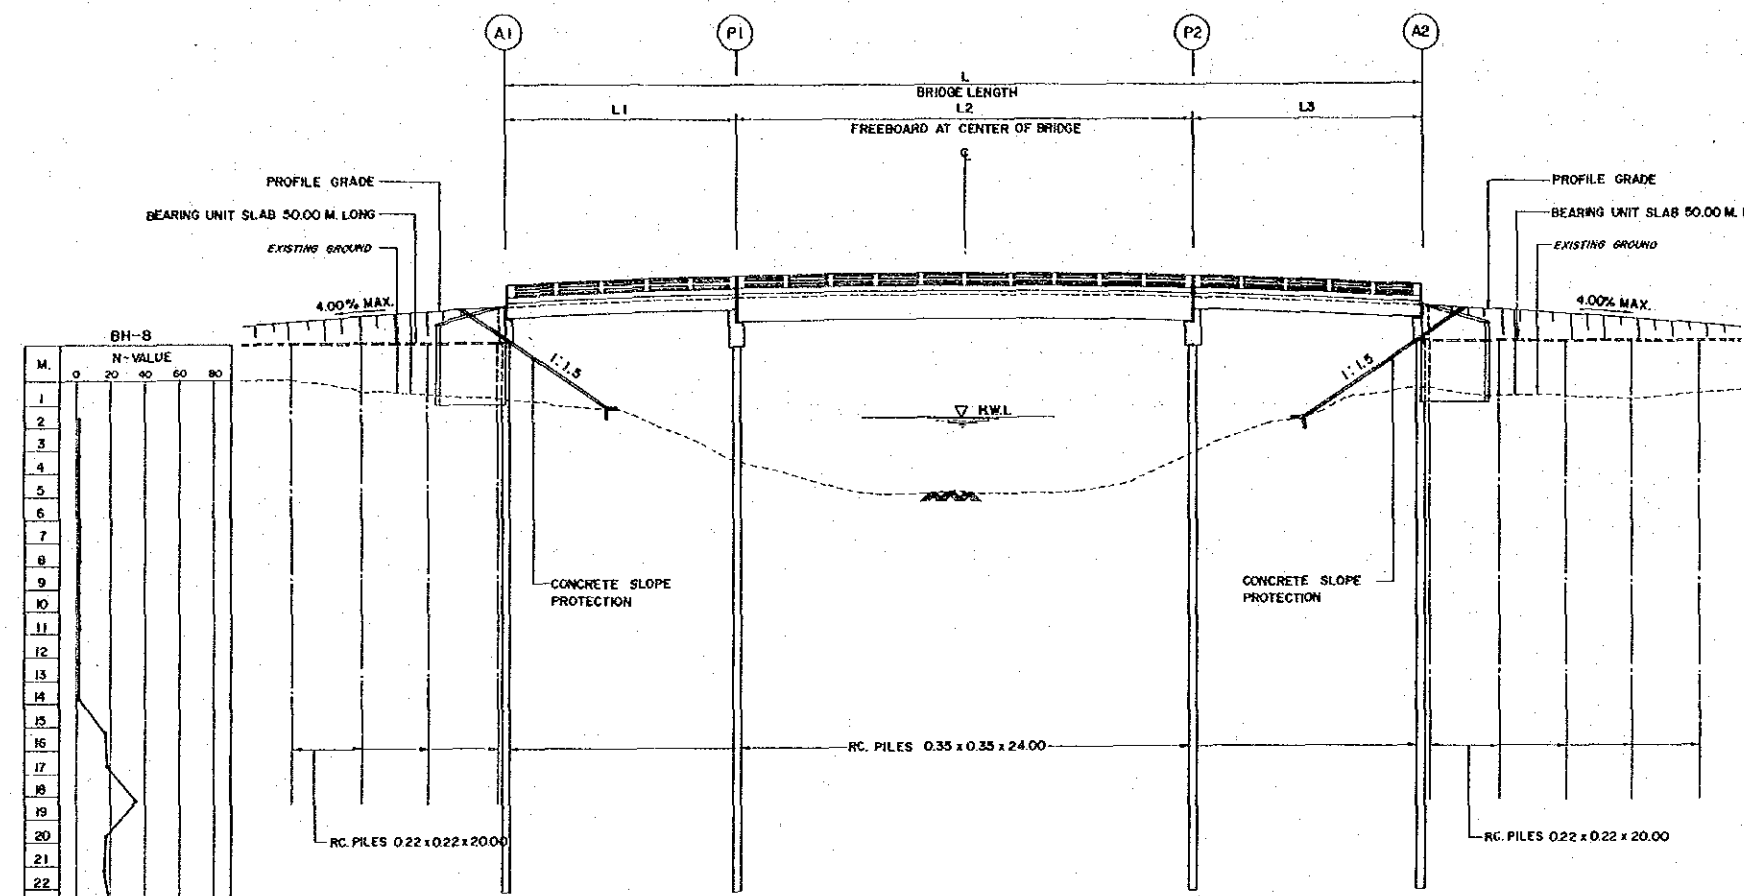 A1
P1
P2
A2
L
BRIDGE LENGTH
L1
L2
L3
FREEBOARD AT CENTER OF BRIDGE
℄
PROFILE GRADE
PROFILE GRADE
BEARING UNIT SLAB 50.00 M. LONG
BEARING UNIT SLAB 50.00 M.
EXISTING GROUND
EXISTING GROUND
4.00% MAX.
4.00% MAX.
BH-8
M.
N-VALUE
0 20 40 60 80
1:1.5
1:1.5
H.W.L
1
2
3
4
5
6
7
8
9
10
11
12
13
14
15
16
17
18
19
20
21
22
CONCRETE SLOPE
PROTECTION
CONCRETE SLOPE
PROTECTION
RC. PILES 0.35 x 0.35 x 24.00
RC. PILES 0.22 x 0.22 x 20.00
RC. PILES 0.22 x 0.22 x 20.00